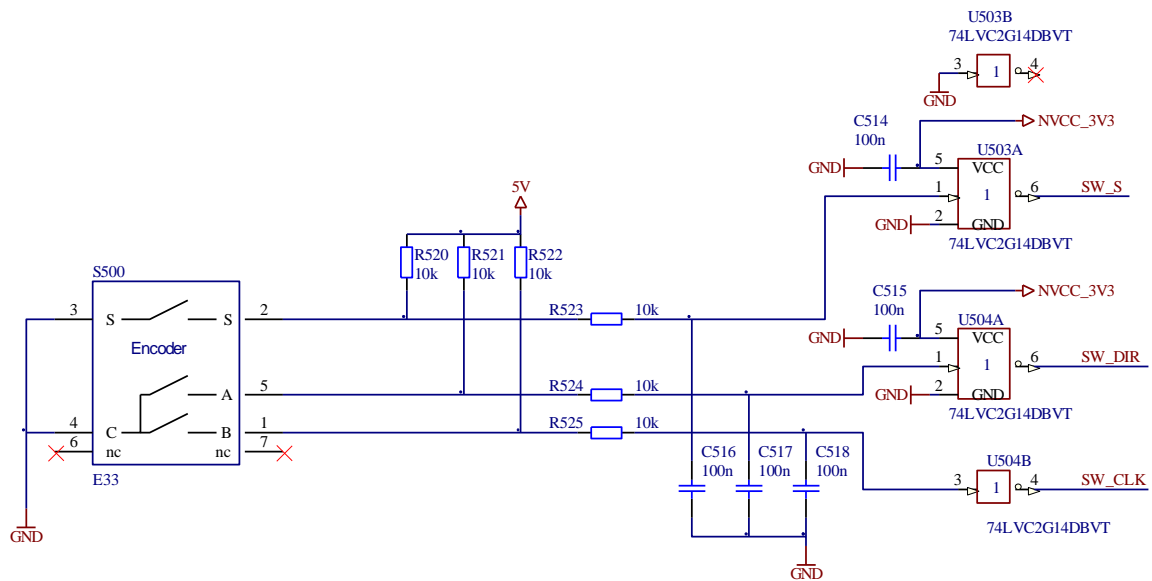 U503B
74LVC2G14DBVT
3
1
4
GND
C514
100n
NVCC_3V3
U503A
GND
5
VCC
1
1
6
SW_S
2
GND
GND
74LVC2G14DBVT
5V
R520
10k
R521
10k
R522
10k
S500
3
S
S
2
R523
10k
Encoder
C515
100n
NVCC_3V3
U504A
GND
5
VCC
1
1
6
SW_DIR
2
GND
GND
74LVC2G14DBVT
A
5
R524
10k
4
C
B
1
R525
10k
6
nc
nc
7
E33
C516
100n
C517
100n
C518
100n
U504B
3
1
4
SW_CLK
74LVC2G14DBVT
GND
GND